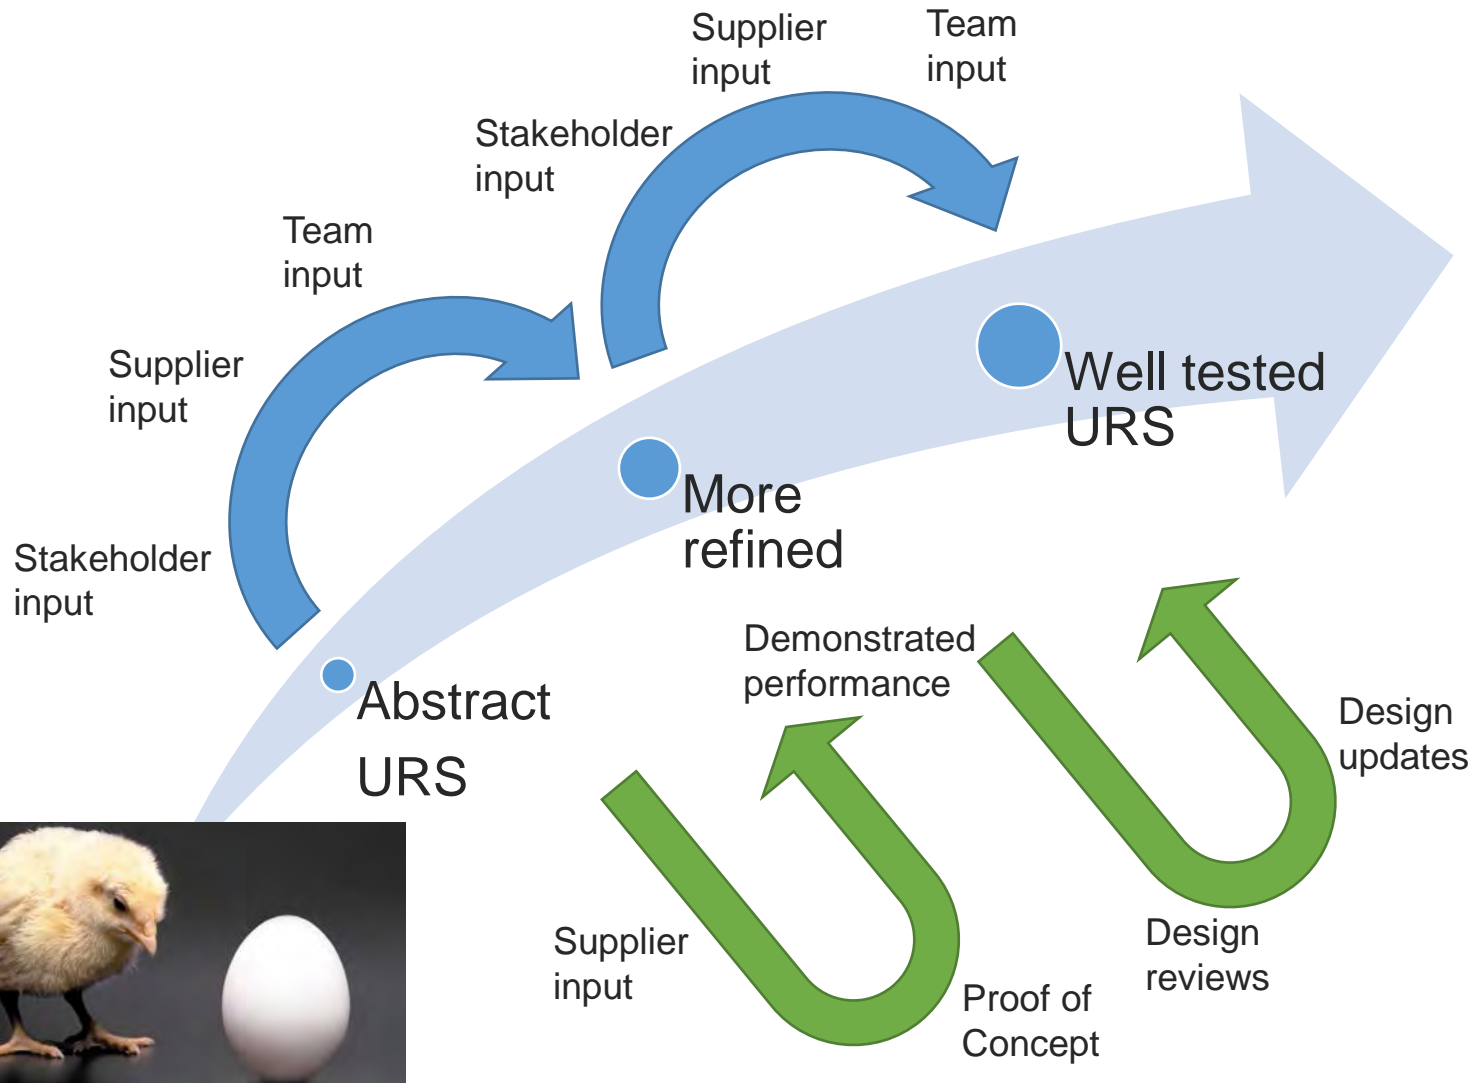 Supplier
input
Team
input
Stakeholder
input
Team
input
Supplier
input
Stakeholder
input
Well tested
URS
More
refined
Abstract
URS
Demonstrated
performance
Design
updates
Supplier
input
Design
reviews
Proof of
Concept